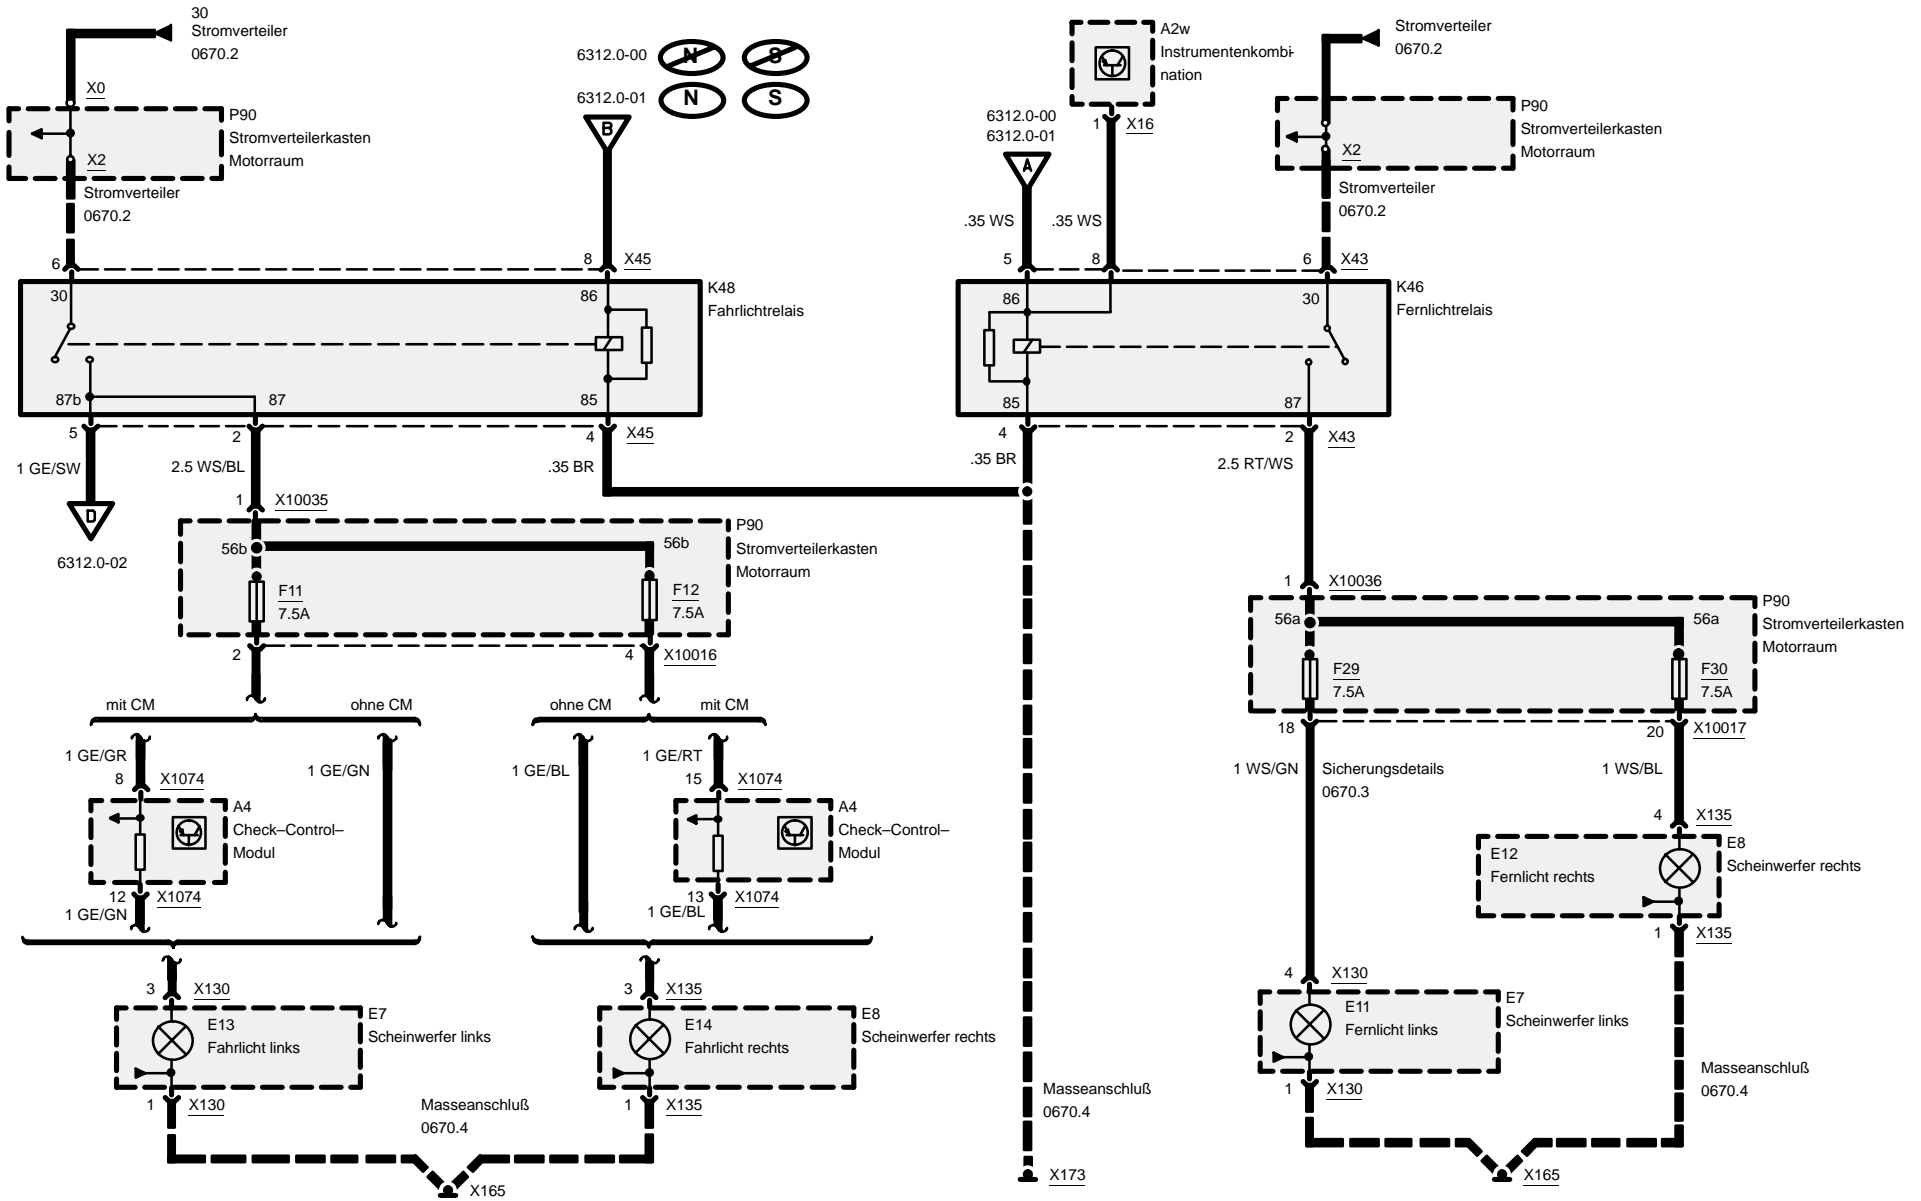 30
Stromverteiler
0670.2
X0
P90
Stromverteilerkasten
Motorraum
X2
Stromverteiler
0670.2
6312.0-00
N
S
6312.0-01
N
S
B
6312.0-00
6312.0-01
A
A2w
Instrumentenkombi-
nation
1
X16
.35 WS
.35 WS
Stromverteiler
0670.2
P90
Stromverteilerkasten
Motorraum
X2
Stromverteiler
0670.2
6
8
X45
30
86
K48
Fahrlichtrelais
87b
87
85
5
2
4
X45
5
8
6
X43
86
30
K46
Fernlichtrelais
85
87
4
2
X43
1 GE/SW
2.5 WS/BL
.35 BR
.35 BR
2.5 RT/WS
D
6312.0-02
1
X10035
56b
56b
P90
Stromverteilerkasten
Motorraum
F11
7.5A
F12
7.5A
2
4
X10016
1
X10036
56a
56a
P90
Stromverteilerkasten
Motorraum
F29
7.5A
F30
7.5A
18
20
X10017
mit CM
ohne CM
ohne CM
mit CM
1 GE/GR
1 GE/GN
1 GE/BL
1 GE/RT
8
X1074
15
X1074
A4
Check–Control–
Modul
A4
Check–Control–
Modul
12
X1074
13
X1074
1 GE/GN
1 GE/BL
1 WS/GN
Sicherungsdetails
0670.3
1 WS/BL
4
X135
E12
Fernlicht rechts
E8
Scheinwerfer rechts
1
X135
3
X130
E13
Fahrlicht links
E7
Scheinwerfer links
1
X130
3
X135
E14
Fahrlicht rechts
E8
Scheinwerfer rechts
1
X135
4
X130
E11
Fernlicht links
E7
Scheinwerfer links
1
X130
Masseanschluß
0670.4
X165
Masseanschluß
0670.4
X173
Masseanschluß
0670.4
X165